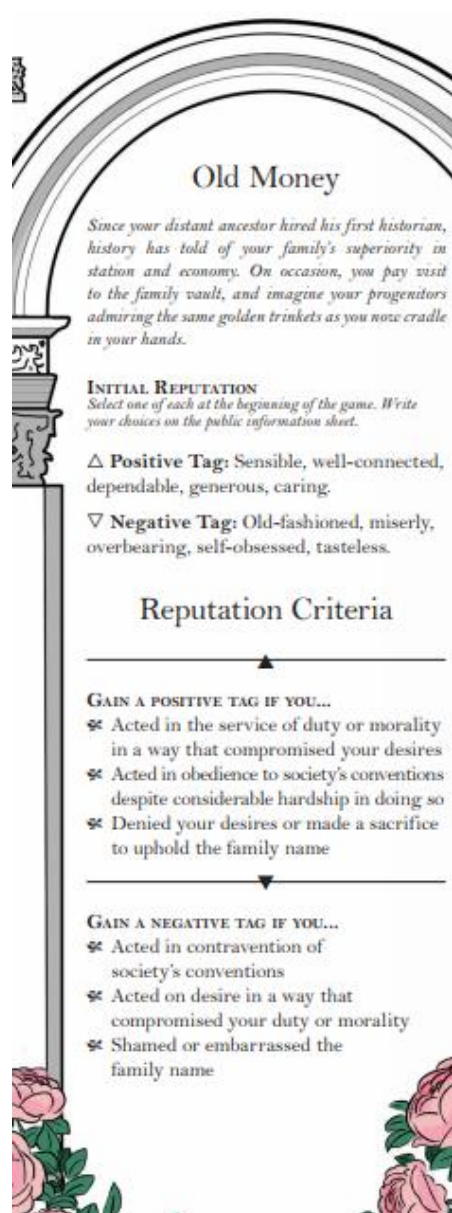 Old Money
Since your distant ancestor hired his first historian,
history has told of your family's superiority in
station and economy. On occasion, you pay visit
to the family vault, and imagine your progenitors
admiring the same golden trinkets as you now cradle
in your hands.
Initial Reputation
Select one of each at the beginning of the game. Write
your choices on the public information sheet.
△ Positive Tag: Sensible, well-connected,
dependable, generous, caring.
▽ Negative Tag: Old-fashioned, miserly,
overbearing, self-obsessed, tasteless.
Reputation Criteria
Gain a positive tag if you...
Acted in the service of duty or morality
in a way that compromised your desires
Acted in obedience to society's conventions
despite considerable hardship in doing so
Denied your desires or made a sacrifice
to uphold the family name
Gain a negative tag if you...
Acted in contravention of
society's conventions
Acted on desire in a way that
compromised your duty or morality
Shamed or embarrassed the
family name